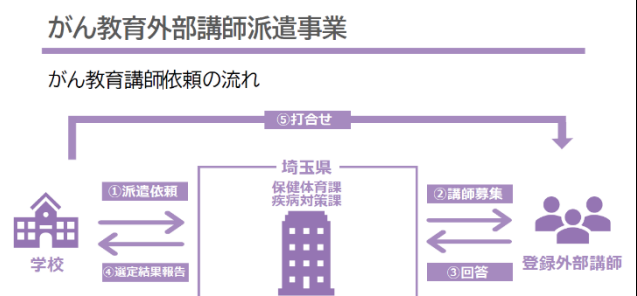 がん教育外部講師派遣事業
がん教育講師依頼の流れ
⑤打合せ
埼玉県
保健体育課
疾病対策課
①派遣依頼
②講師募集
④選定結果報告
③回答
学校
登録外部講師